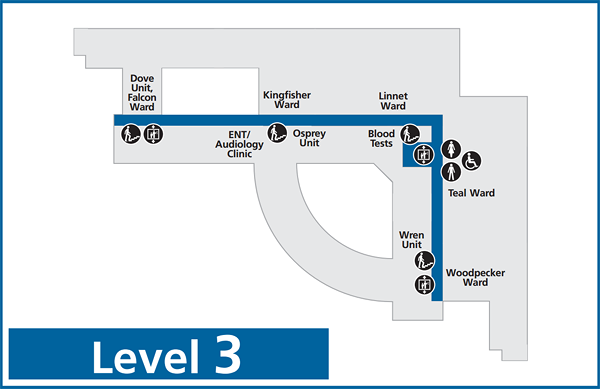 Dove
Unit,
Falcon
Ward
Kingfisher
Ward
Linnet
Ward
ENT/
Audiology
Clinic
Osprey
Unit
Blood
Tests
Teal Ward
Wren
Unit
Woodpecker
Ward
Level 3